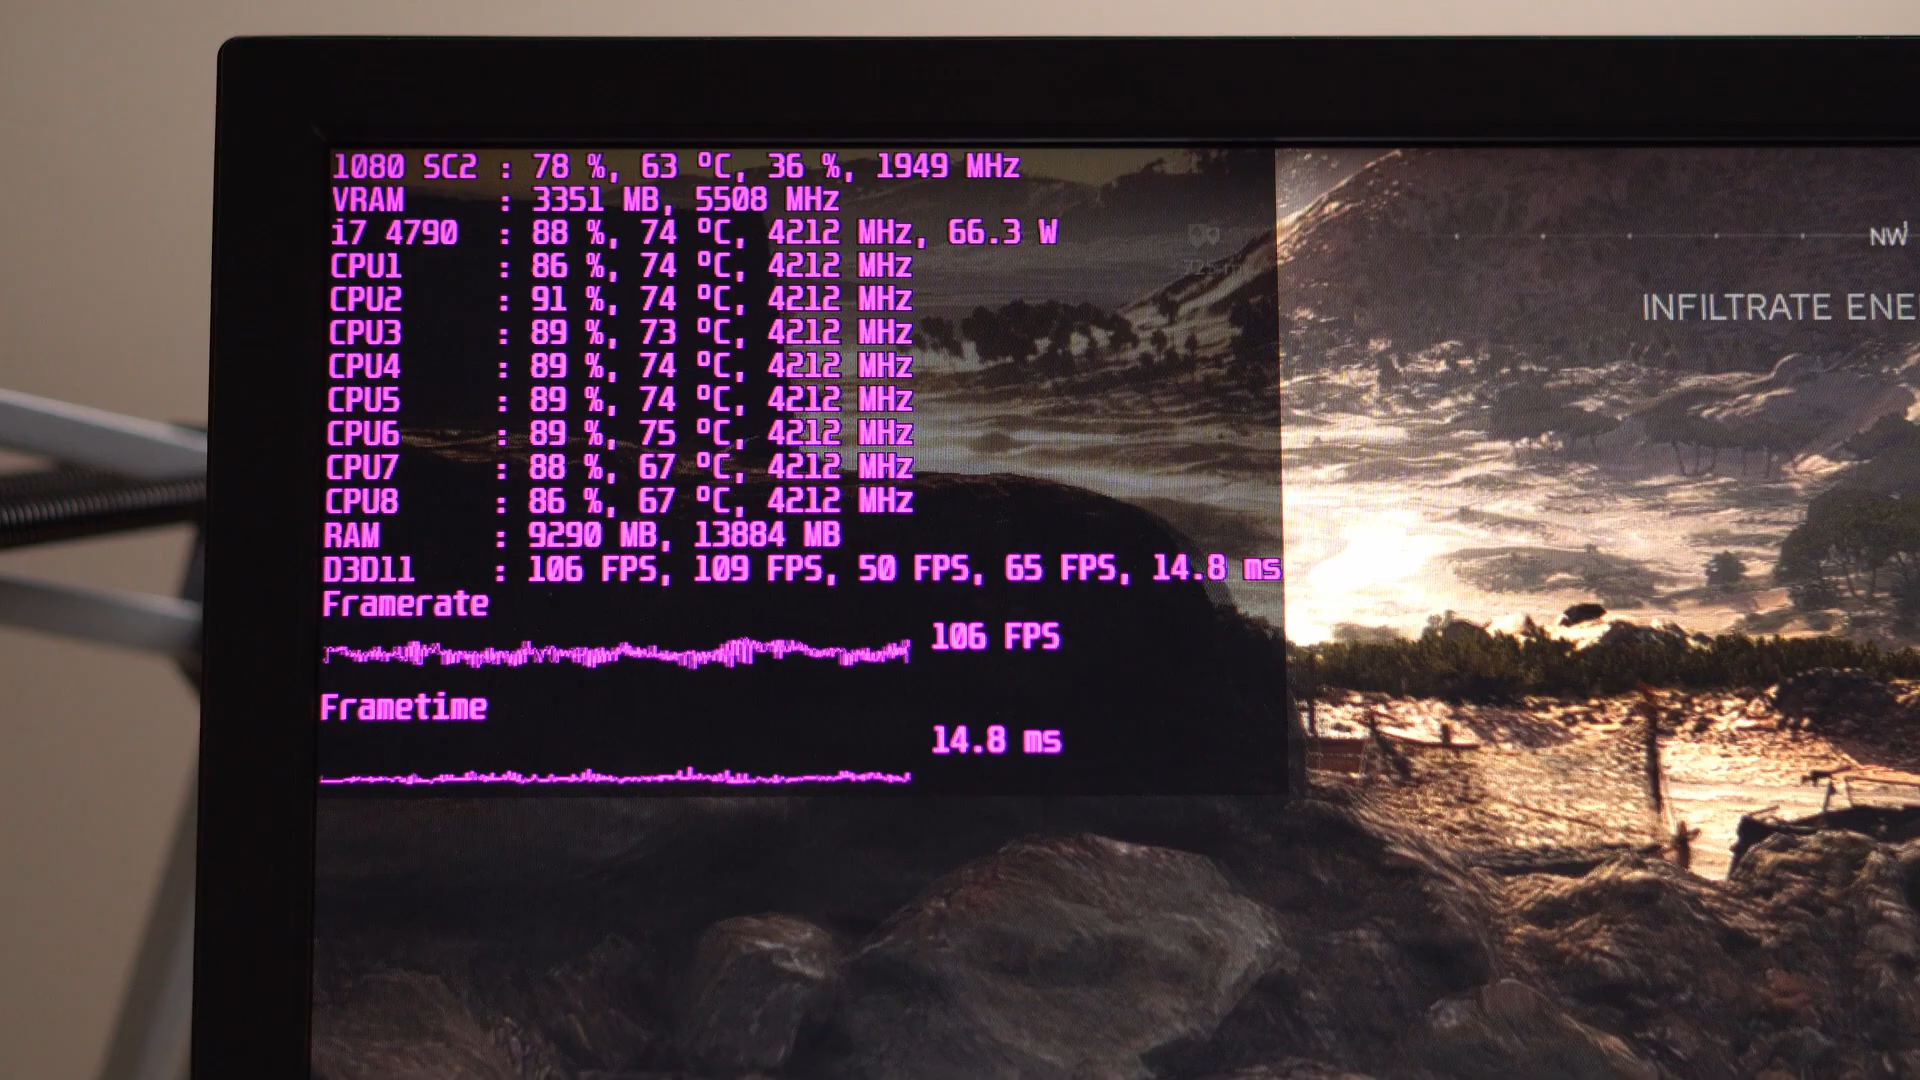 1080 SC2 : 78 %, 63 °C, 36 %, 1949 MHz
VRAM : 3351 MB, 5508 MHz
i7 4790 : 88 %, 74 °C, 4212 MHz, 66.3 W
CPU1 : 86 %, 74 °C, 4212 MHz
CPU2 : 91 %, 74 °C, 4212 MHz
CPU3 : 89 %, 73 °C, 4212 MHz
CPU4 : 89 %, 74 °C, 4212 MHz
CPU5 : 89 %, 74 °C, 4212 MHz
CPU6 : 89 %, 75 °C, 4212 MHz
CPU7 : 88 %, 67 °C, 4212 MHz
CPU8 : 86 %, 67 °C, 4212 MHz
RAM : 9290 MB, 13884 MB
D3D11 : 106 FPS, 109 FPS, 50 FPS, 65 FPS, 14.8 ms
Framerate
106 FPS
Frametime
14.8 ms
NW
INFILTRATE ENE